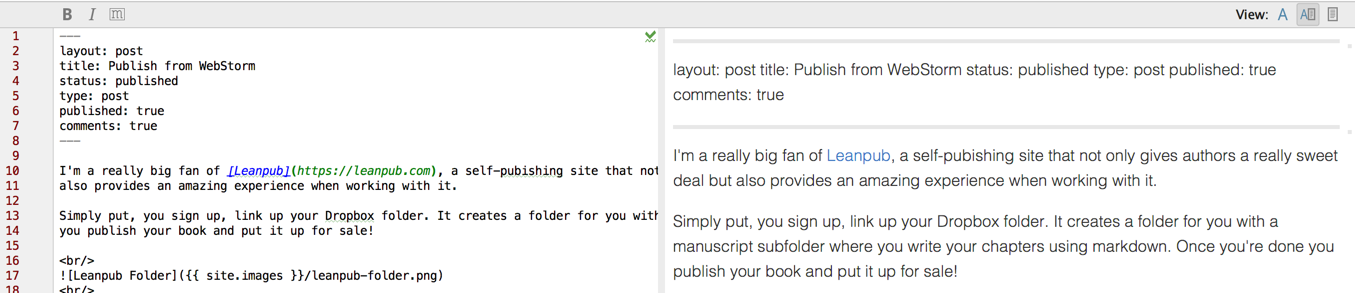 B I m View: A A
1 ---
2 layout: post
3 title: Publish from WebStorm
4 status: published
5 type: post
6 published: true
7 comments: true
8 ---
9
10 I'm a really big fan of [Leanpub](https://leanpub.com), a self-pubishing site that not
11 also provides an amazing experience when working with it.
12
13 Simply put, you sign up, link up your Dropbox folder. It creates a folder for you with
14 you publish your book and put it up for sale!
15
16 <br/>
17 ![Leanpub Folder]({{ site.images }}/leanpub-folder.png)
18 <br/>
layout: post title: Publish from WebStorm status: published type: post published: true
comments: true
I'm a really big fan of Leanpub, a self-pubishing site that not only gives authors a really sweet
deal but also provides an amazing experience when working with it.
Simply put, you sign up, link up your Dropbox folder. It creates a folder for you with a
manuscript subfolder where you write your chapters using markdown. Once you're done you
publish your book and put it up for sale!